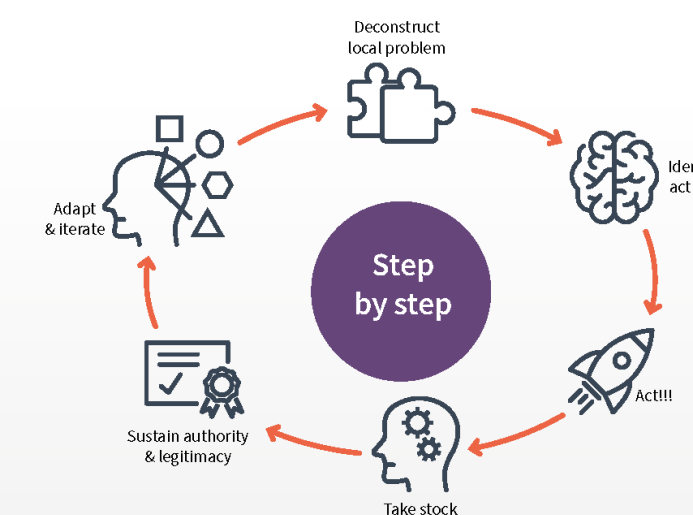 Deconstruct
local problem
Adapt
& iterate
Step
by step
Act!!!
Sustain authority
& legitimacy
Take stock